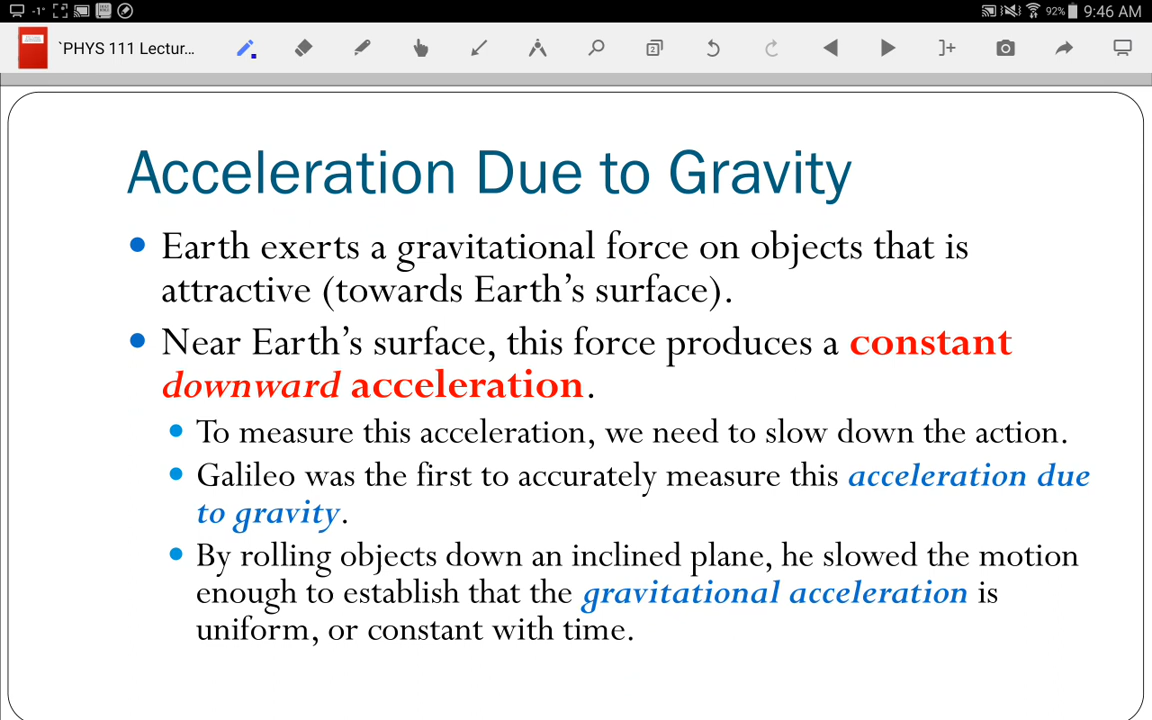 -1° 92% 9:46 AM
`PHYS 111 Lectur... 2
Acceleration Due to Gravity
• Earth exerts a gravitational force on objects that is
attractive (towards Earth’s surface).
• Near Earth’s surface, this force produces a constant
downward acceleration.
• To measure this acceleration, we need to slow down the action.
• Galileo was the first to accurately measure this acceleration due
to gravity.
• By rolling objects down an inclined plane, he slowed the motion
enough to establish that the gravitational acceleration is
uniform, or constant with time.